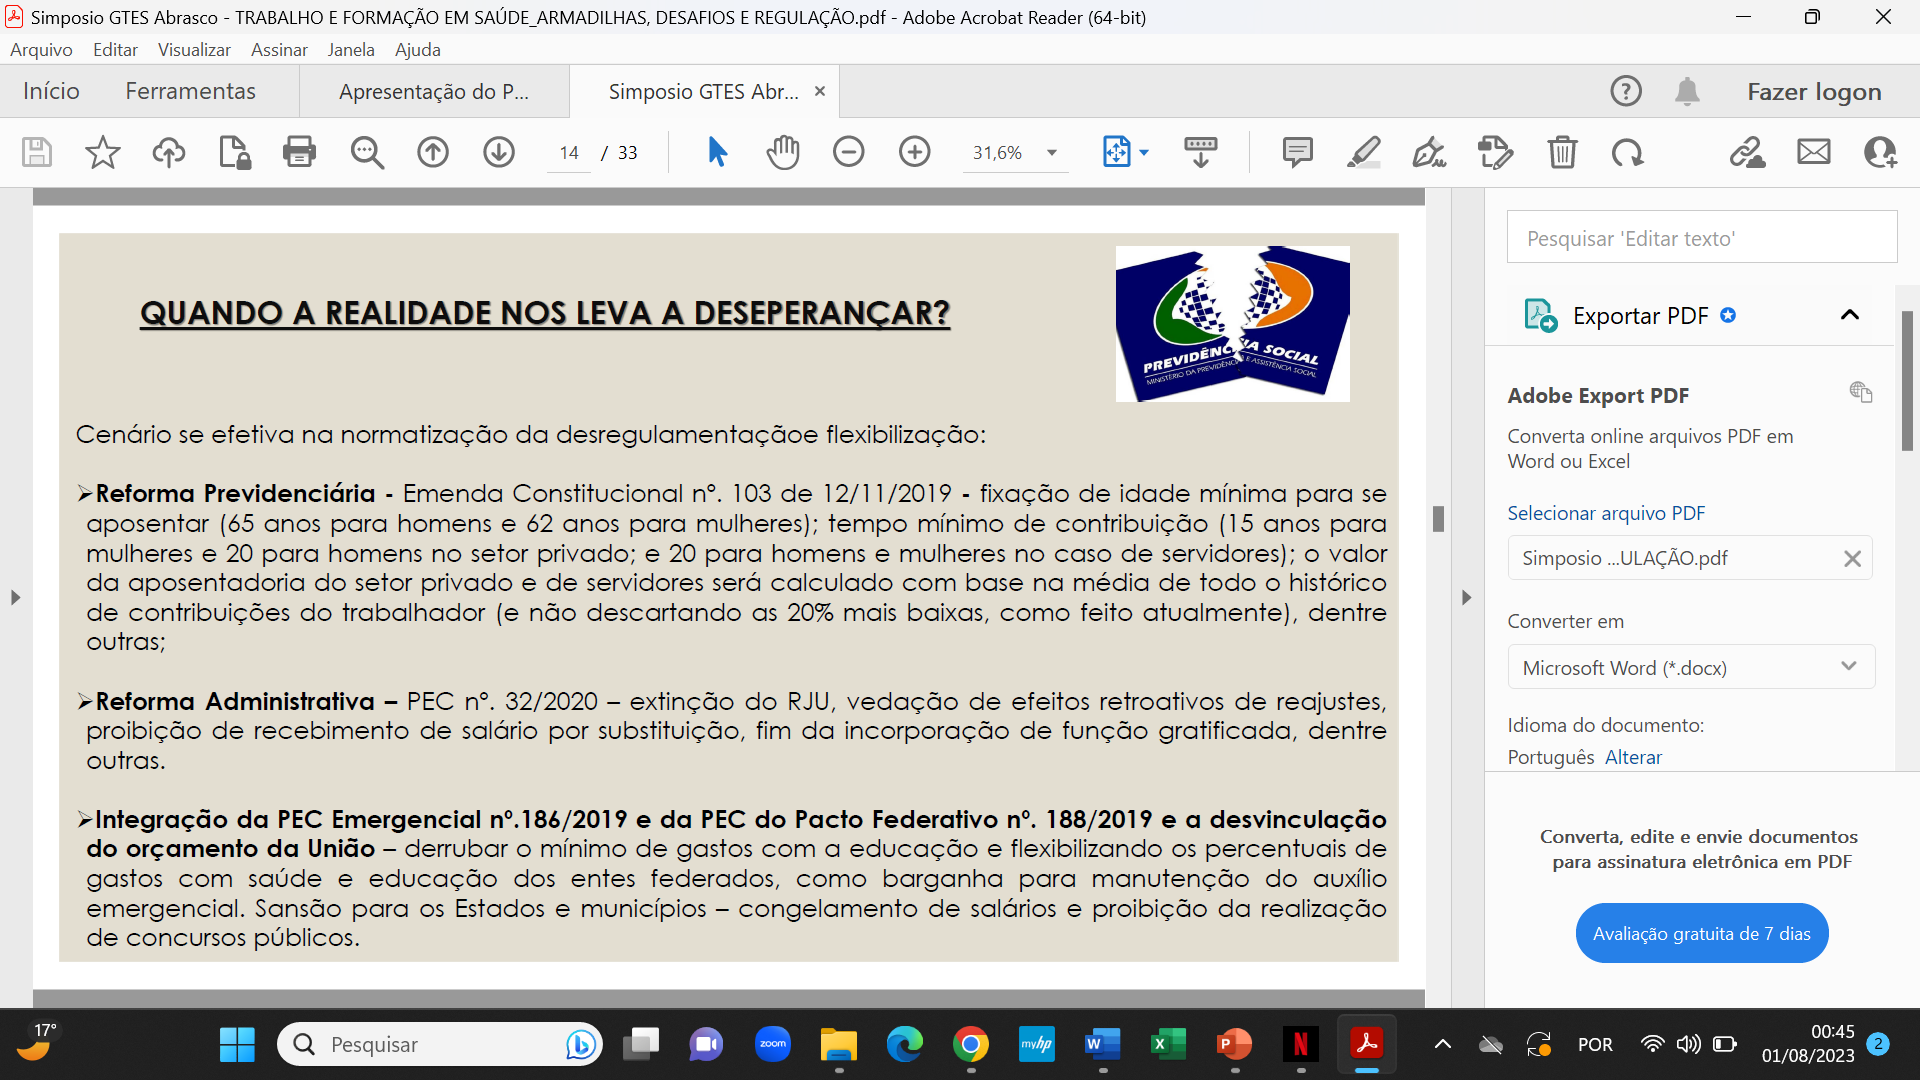 Simposio GTES Abrasco - TRABALHO E FORMAÇÃO EM SAÚDE_ARMADILHAS, DESAFIOS E REGULAÇÃO.pdf - Adobe Acrobat Reader (64-bit)
Arquivo Editar Visualizar Assinar Janela Ajuda
Início Ferramentas Apresentação do P... Simposio GTES Abr... × Fazer logon
14 / 33 31,6%
Pesquisar 'Editar texto'
Exportar PDF
Adobe Export PDF
Converta online arquivos PDF em
Word ou Excel
Selecionar arquivo PDF
Simposio ...ULAÇÃO.pdf
Converter em
Microsoft Word (*.docx)
Idioma do documento:
Português Alterar
Converta, edite e envie documentos
para assinatura eletrônica em PDF
Avaliação gratuita de 7 dias
QUANDO A REALIDADE NOS LEVA A DESEPERANÇAR?
PREVIDÊNCIA SOCIAL
MINISTÉRIO DA PREVIDÊNCIA E ASSISTÊNCIA SOCIAL
Cenário se efetiva na normatização da desregulamentaçãoe flexibilização:
➢Reforma Previdenciária - Emenda Constitucional nº. 103 de 12/11/2019 - fixação de idade mínima para se
aposentar (65 anos para homens e 62 anos para mulheres); tempo mínimo de contribuição (15 anos para
mulheres e 20 para homens no setor privado; e 20 para homens e mulheres no caso de servidores); o valor
da aposentadoria do setor privado e de servidores será calculado com base na média de todo o histórico
de contribuições do trabalhador (e não descartando as 20% mais baixas, como feito atualmente), dentre
outras;
➢Reforma Administrativa – PEC nº. 32/2020 – extinção do RJU, vedação de efeitos retroativos de reajustes,
proibição de recebimento de salário por substituição, fim da incorporação de função gratificada, dentre
outras.
➢Integração da PEC Emergencial nº.186/2019 e da PEC do Pacto Federativo nº. 188/2019 e a desvinculação
do orçamento da União – derrubar o mínimo de gastos com a educação e flexibilizando os percentuais de
gastos com saúde e educação dos entes federados, como barganha para manutenção do auxílio
emergencial. Sansão para os Estados e municípios – congelamento de salários e proibição da realização
de concursos públicos.
17°
Pesquisar
zoom
myhp
W
X
P
N
POR
00:45
01/08/2023
2